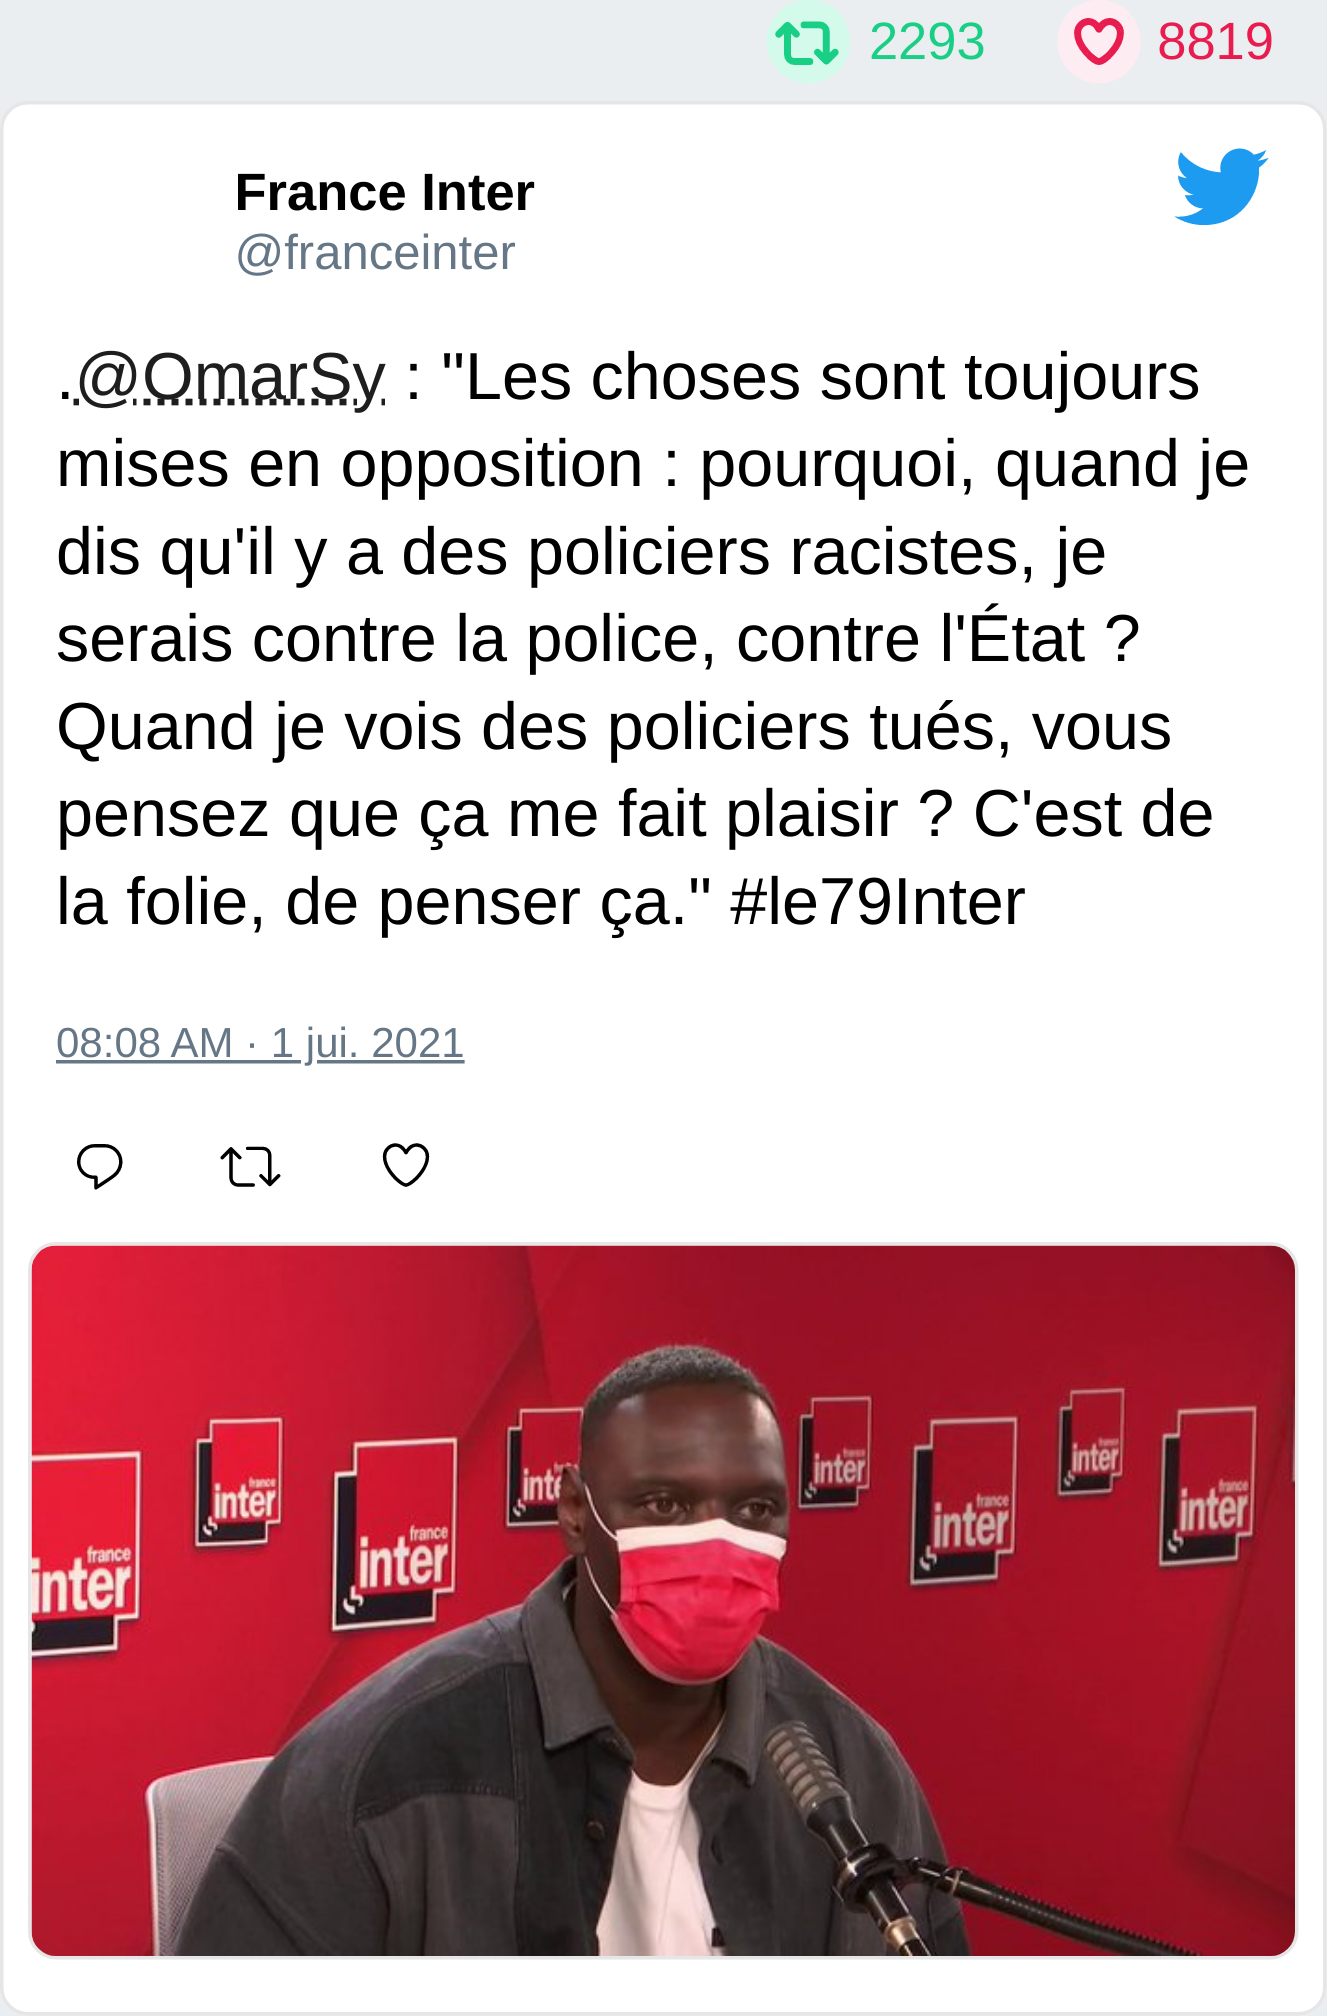 2293 8819
France Inter
@franceinter
.@OmarSy : "Les choses sont toujours
mises en opposition : pourquoi, quand je
dis qu'il y a des policiers racistes, je
serais contre la police, contre l'État ?
Quand je vois des policiers tués, vous
pensez que ça me fait plaisir ? C'est de
la folie, de penser ça." #le79Inter
08:08 AM · 1 jui. 2021
france
inter
france
inter
france
inter
inte
france
inter
france
inter
france
inter
france
inter